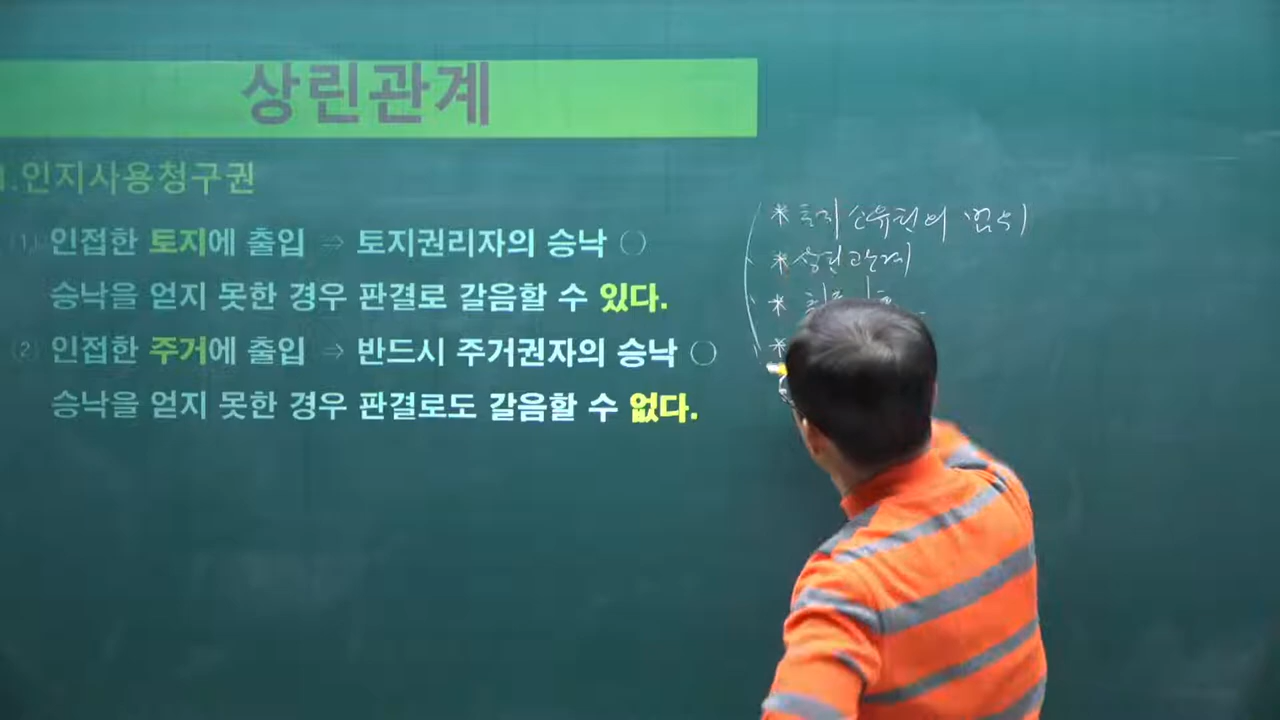 상린관계
1.인지사용청구권
(1) 인접한 토지에 출입 ⇒ 토지권리자의 승낙 ○
승낙을 얻지 못한 경우 판결로 갈음할 수 있다.
(2) 인접한 주거에 출입 ⇒ 반드시 주거권자의 승낙 ○
승낙을 얻지 못한 경우 판결로도 갈음할 수 없다.
* 토지소유권의 범위
* 상린관계
*
*